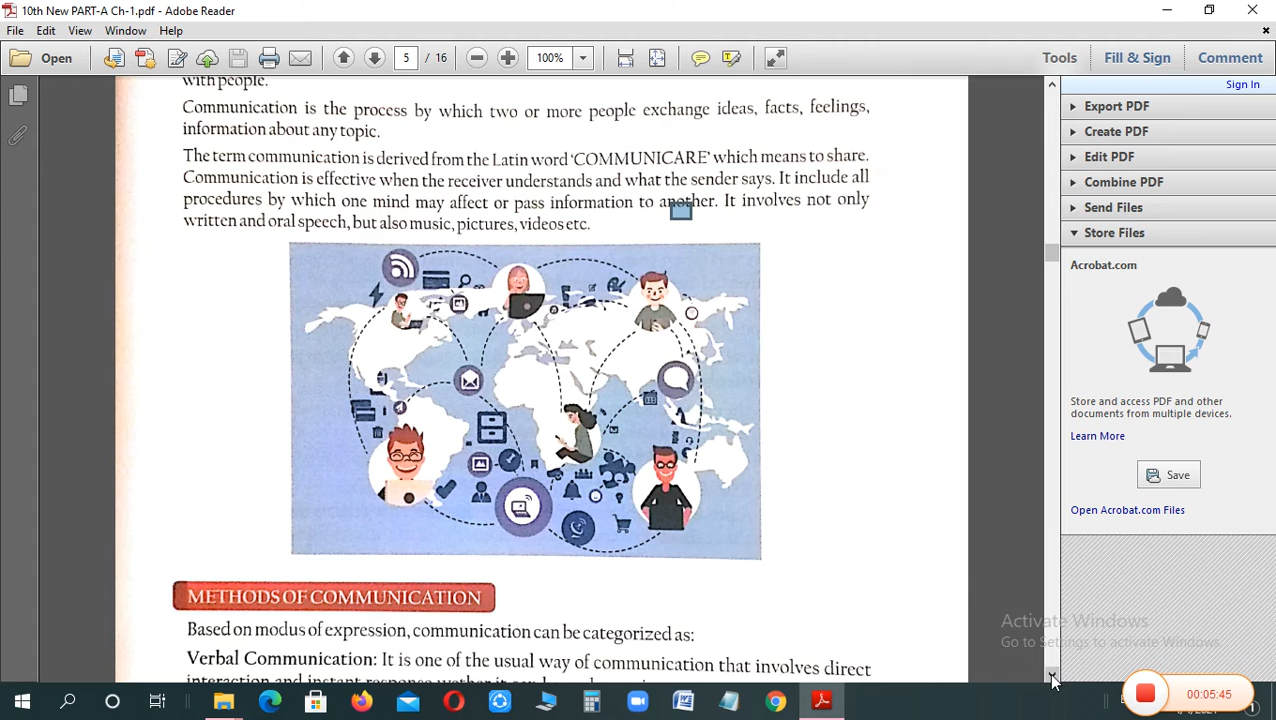 10th New PART-A Ch-1.pdf - Adobe Reader
File Edit View Window Help
Open 5 / 16 100% Tools Fill & Sign Comment
Sign In
with people.
Communication is the process by which two or more people exchange ideas, facts, feelings,
information about any topic.
The term communication is derived from the Latin word ‘COMMUNICARE’ which means to share.
Communication is effective when the receiver understands and what the sender says. It include all
procedures by which one mind may affect or pass information to another. It involves not only
written and oral speech, but also music, pictures, videos etc.
METHODS OF COMMUNICATION
Based on modus of expression, communication can be categorized as:
Verbal Communication: It is one of the usual way of communication that involves direct
interaction and instant response
Export PDF
Create PDF
Edit PDF
Combine PDF
Send Files
Store Files
Acrobat.com
Store and access PDF and other
documents from multiple devices.
Learn More
Save
Open Acrobat.com Files
Activate Windows
Go to Settings to activate Windows.
00:05:45